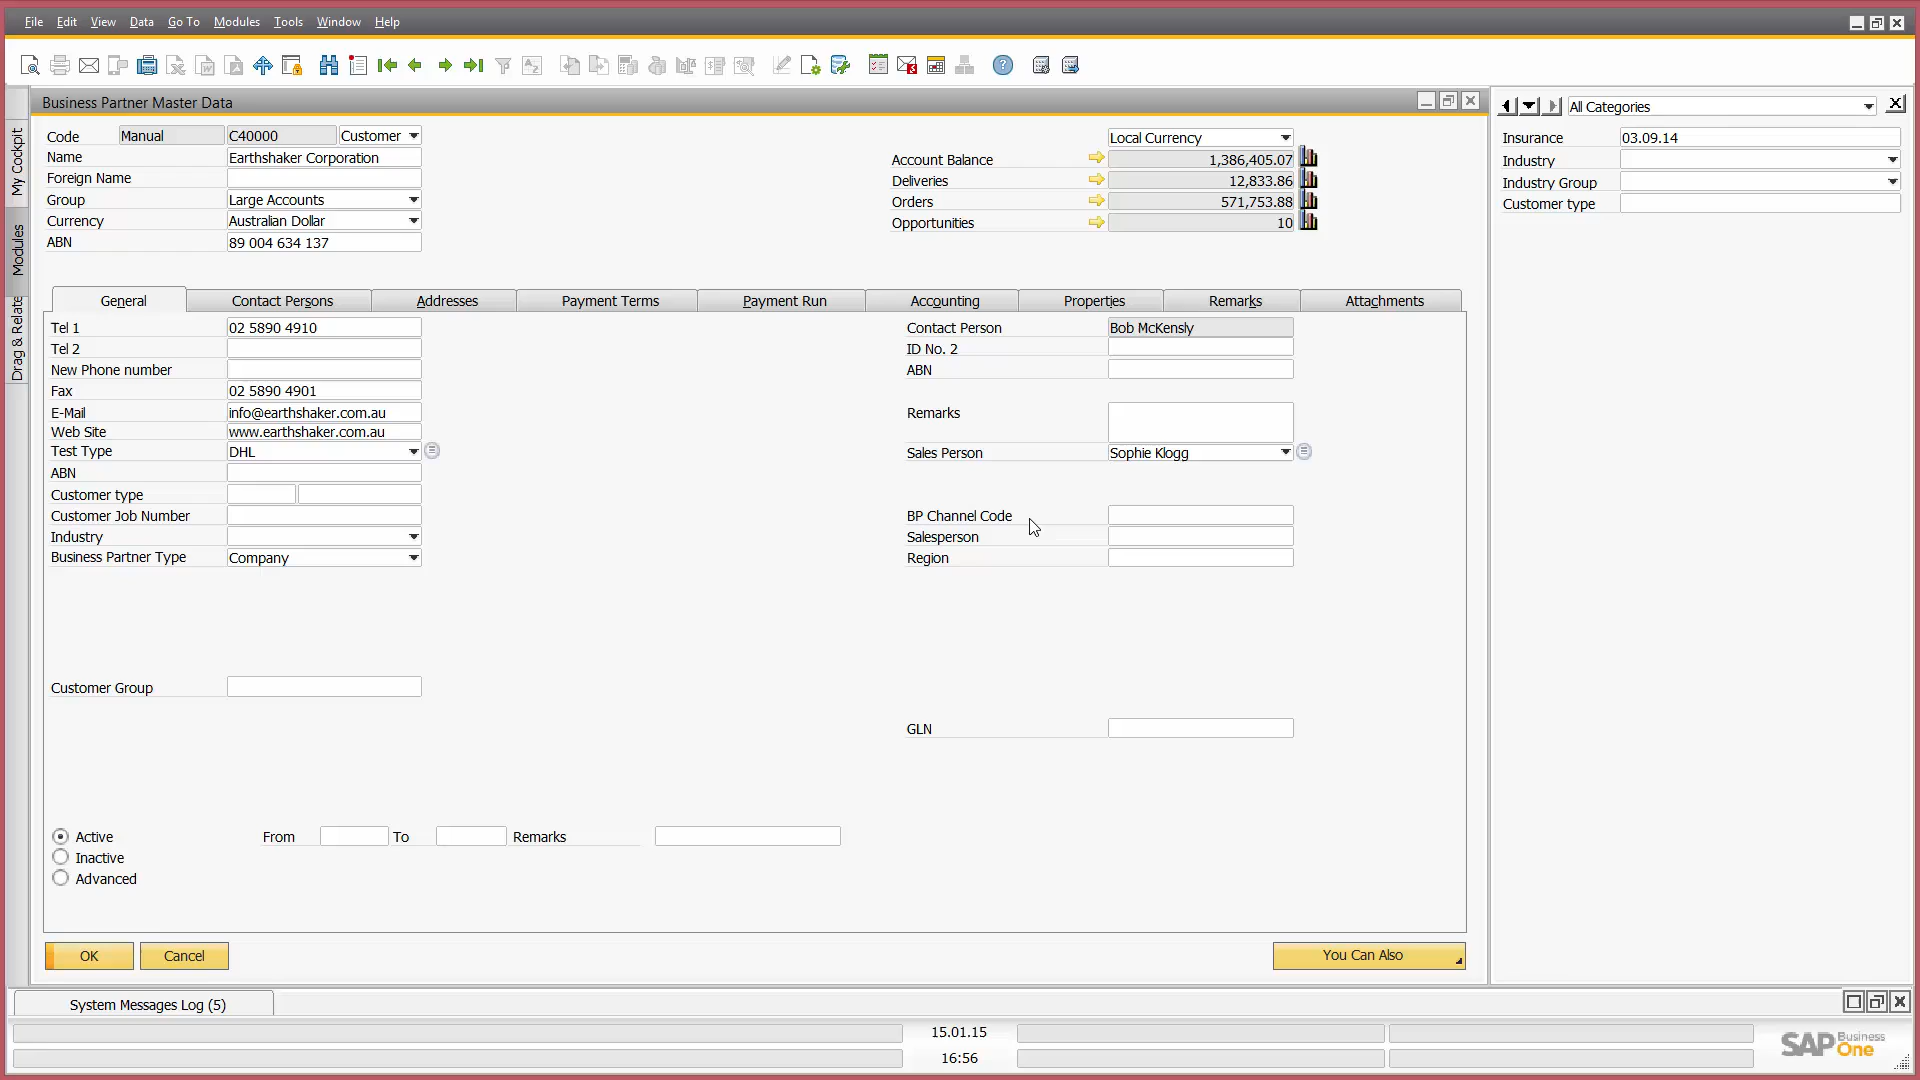 File Edit View Data Go To Modules Tools Window Help
Business Partner Master Data
All Categories
Code Manual C40000 Customer
Local Currency
Insurance 03.09.14
Name Earthshaker Corporation
Account Balance 1,386,405.07
Industry
Foreign Name
Deliveries 12,833.86
Industry Group
Group Large Accounts
Orders 571,753.88
Customer type
Currency Australian Dollar
Opportunities 10
ABN 89 004 634 137
My Cockpit
Modules
Drag & Relate
General Contact Persons Addresses Payment Terms Payment Run Accounting Properties Remarks Attachments
Tel 1 02 5890 4910
Contact Person Bob McKensly
Tel 2
ID No. 2
New Phone number
ABN
Fax 02 5890 4901
E-Mail info@earthshaker.com.au
Remarks
Web Site www.earthshaker.com.au
Test Type DHL
Sales Person Sophie Klogg
ABN
Customer type
Customer Job Number
BP Channel Code
Industry
Salesperson
Business Partner Type Company
Region
Customer Group
GLN
Active From To Remarks
Inactive
Advanced
OK Cancel You Can Also
System Messages Log (5)
15.01.15
16:56
SAP Business One